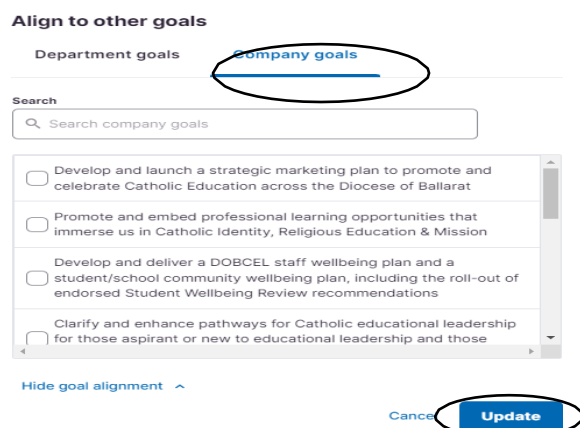 Align to other goals
Department goals Company goals
Search
Search company goals
Develop and launch a strategic marketing plan to promote and
celebrate Catholic Education across the Diocese of Ballarat
Promote and embed professional learning opportunities that
immerse us in Catholic Identity, Religious Education & Mission
Develop and deliver a DOBCEL staff wellbeing plan and a
student/school community wellbeing plan, including the roll-out of
endorsed Student Wellbeing Review recommendations
Clarify and enhance pathways for Catholic educational leadership
for those aspirant or new to educational leadership and those
Hide goal alignment
Cance Update